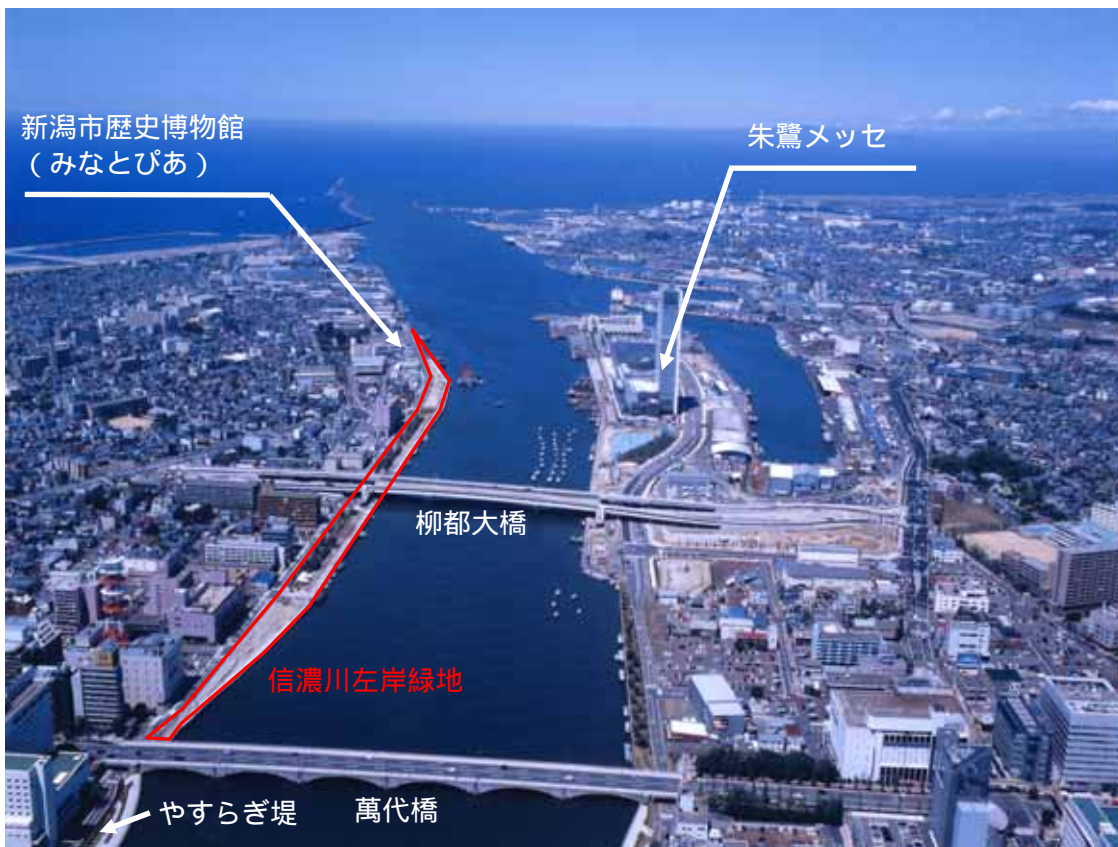 新潟市歴史博物館
（みなとぴあ）
朱鷺メッセ
柳都大橋
信濃川左岸緑地
やすらぎ堤
萬代橋